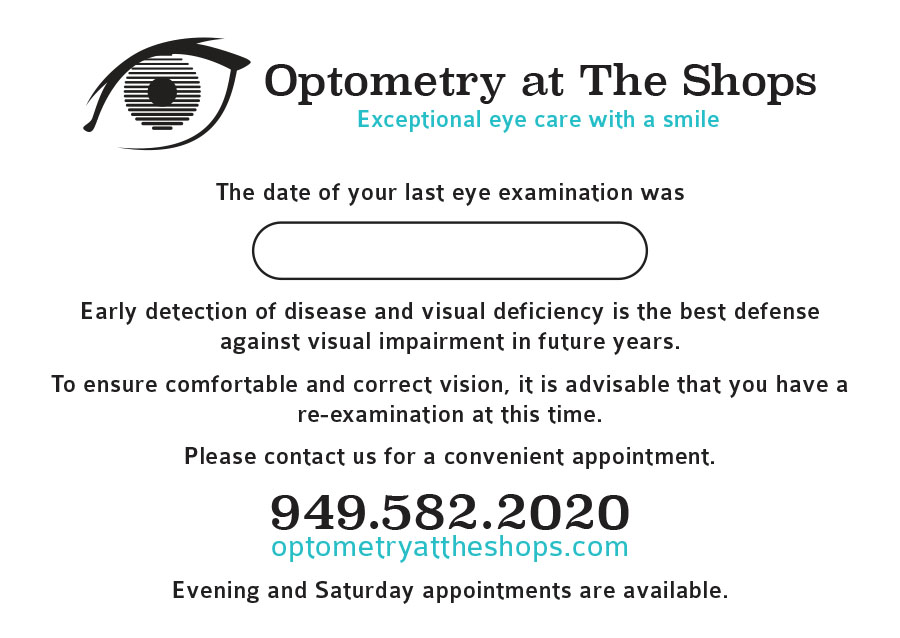 Optometry at The Shops
Exceptional eye care with a smile
The date of your last eye examination was
Early detection of disease and visual deficiency is the best defense
against visual impairment in future years.
To ensure comfortable and correct vision, it is advisable that you have a
re-examination at this time.
Please contact us for a convenient appointment.
949.582.2020
optometryattheshops.com
Evening and Saturday appointments are available.